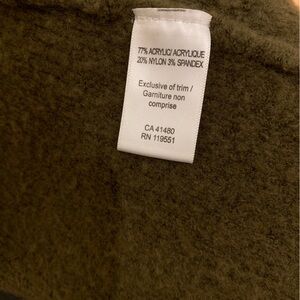 77% ACRYLIC/ ACRYLIQUE
20% NYLON 3% SPANDEX
Exclusive of trim /
Garniture non
comprise
CA 41480
RN 119551